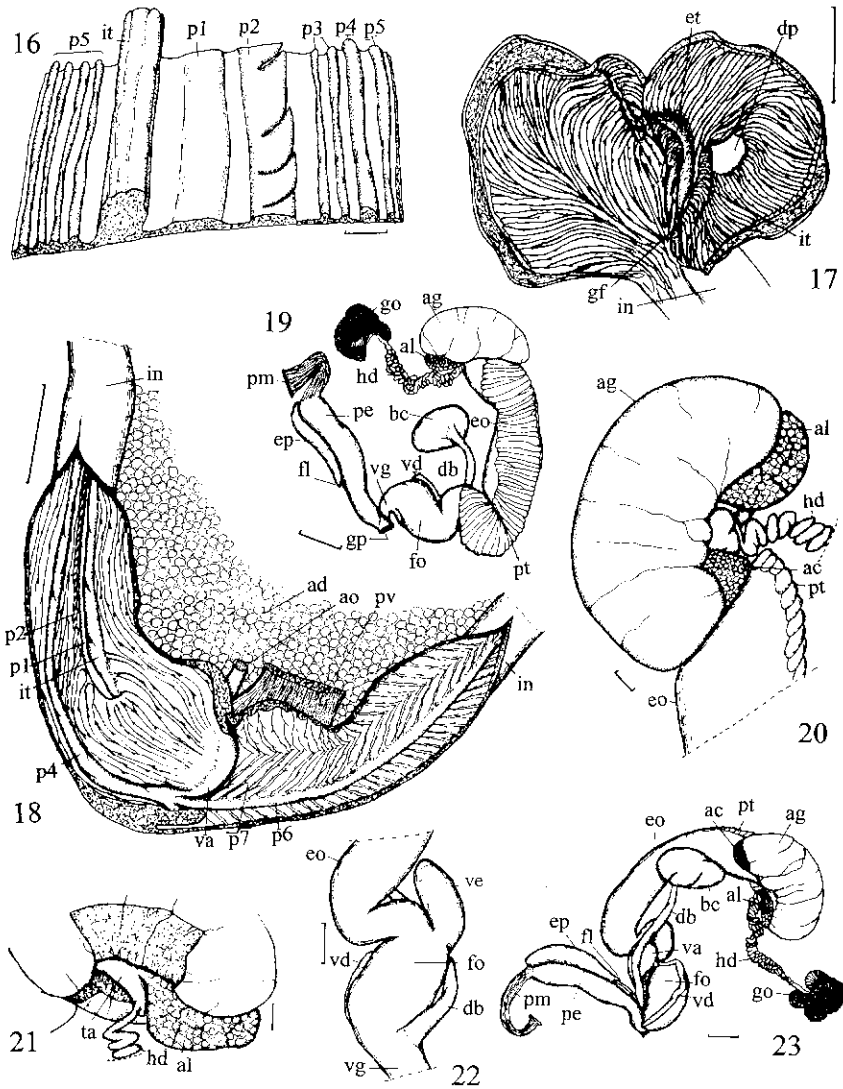 16
p5
it
p1
p2
p3
p4
p5
et
dp
it
gf
in
17
19
go
ag
al
hd
pm
pe
bc
eo
ep
fl
vg
vd
db
gp
fo
pt
in
ad
ao
pv
in
p2
p1
it
p4
va
p7
p6
18
ag
al
hd
ac
pt
eo
20
21
ta
hd
al
eo
ve
vd
fo
db
vg
22
ac
pt
ag
eo
al
bc
db
ep
fl
va
hd
fo
pm
pe
vd
go
23